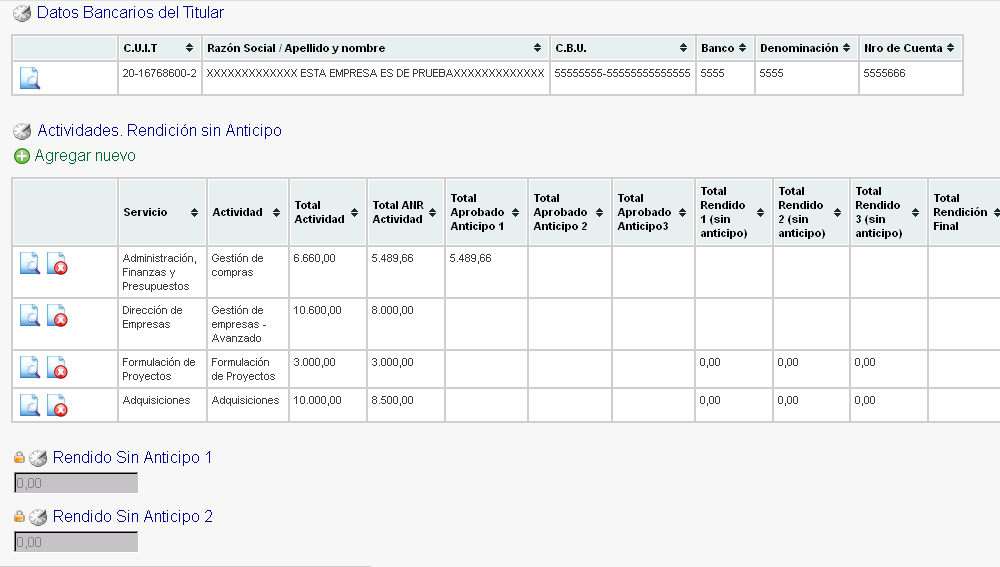 Datos Bancarios del Titular
C.U.I.T Razón Social / Apellido y nombre C.B.U. Banco Denominación Nro de Cuenta
20-16768600-2 XXXXXXXXXXXXX ESTA EMPRESA ES DE PRUEBAXXXXXXXXXXXXX 55555555-55555555555555 5555 5555 5555666
Actividades. Rendición sin Anticipo
Agregar nuevo
Servicio Actividad Total Actividad Total ANR Actividad Total Aprobado Anticipo 1 Total Aprobado Anticipo 2 Total Aprobado Anticipo3 Total Rendido 1 (sin anticipo) Total Rendido 2 (sin anticipo) Total Rendido 3 (sin anticipo) Total Rendición Final
Administración, Finanzas y Presupuestos Gestión de compras 6.660,00 5.489,66 5.489,66
Dirección de Empresas Gestión de empresas - Avanzado 10.600,00 8.000,00
Formulación de Proyectos Formulación de Proyectos 3.000,00 3.000,00 0,00 0,00 0,00
Adquisiciones Adquisiciones 10.000,00 8.500,00 0,00 0,00 0,00
Rendido Sin Anticipo 1
0,00
Rendido Sin Anticipo 2
0,00